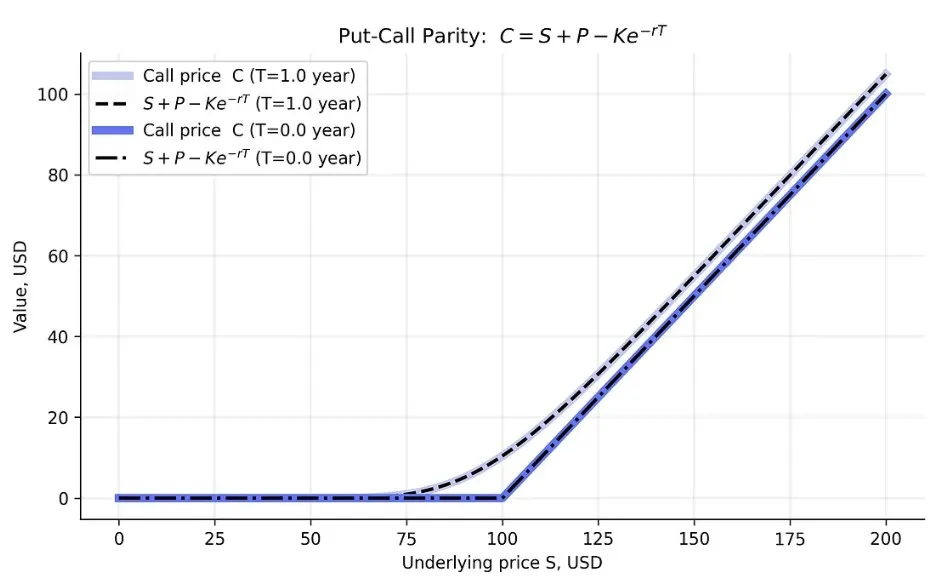 Put-Call Parity: C = S + P − Ke^{−rT}
Call price C (T=1.0 year)
S + P − Ke^{−rT} (T=1.0 year)
Call price C (T=0.0 year)
S + P − Ke^{−rT} (T=0.0 year)
Value, USD
100
80
60
40
20
0
0 25 50 75 100 125 150 175 200
Underlying price S, USD